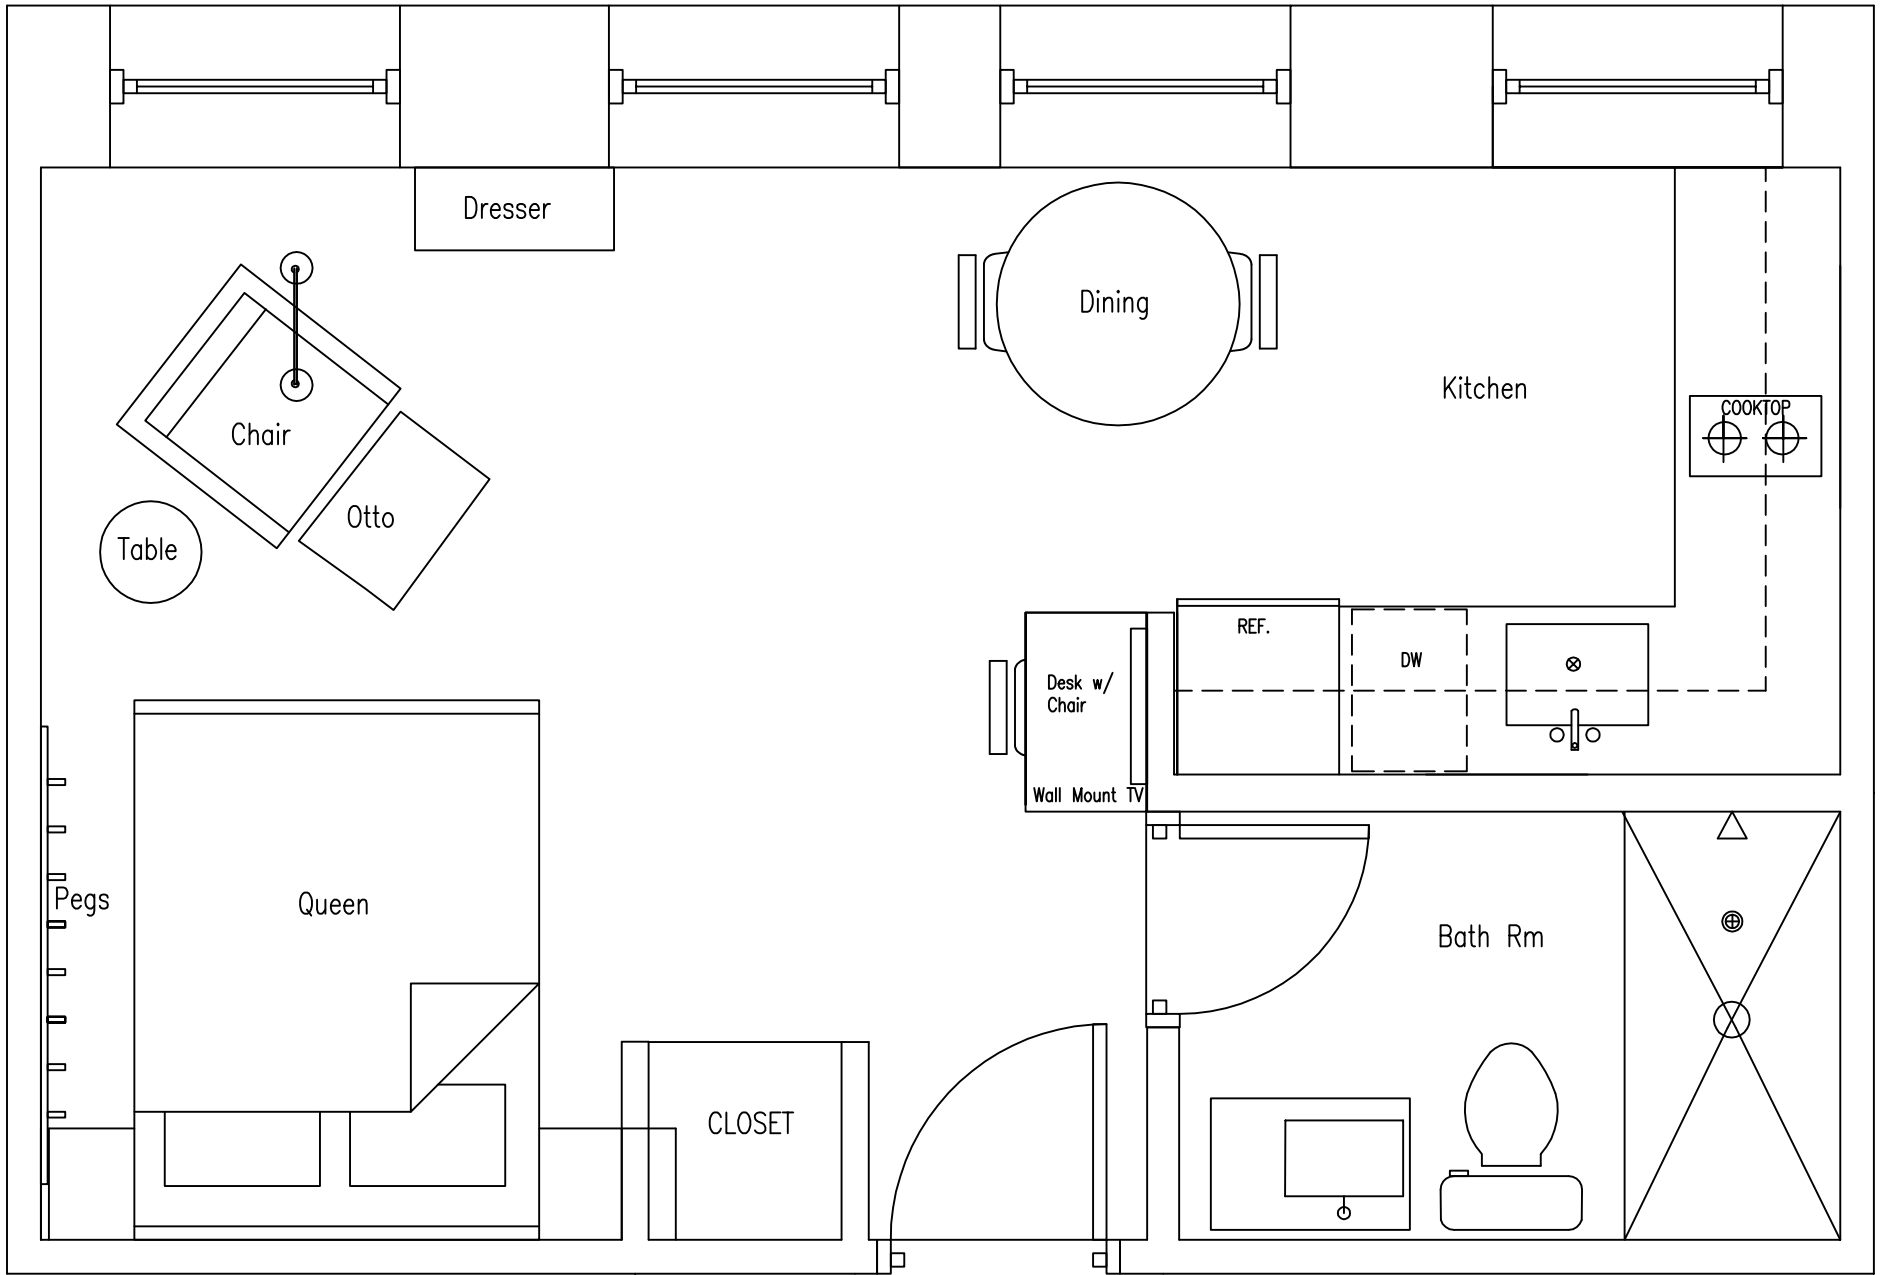 Dresser
Dining
Kitchen
COOKTOP
Chair
Otto
Table
REF.
DW
Desk w/
Chair
Wall Mount TV
Pegs
Queen
Bath Rm
CLOSET